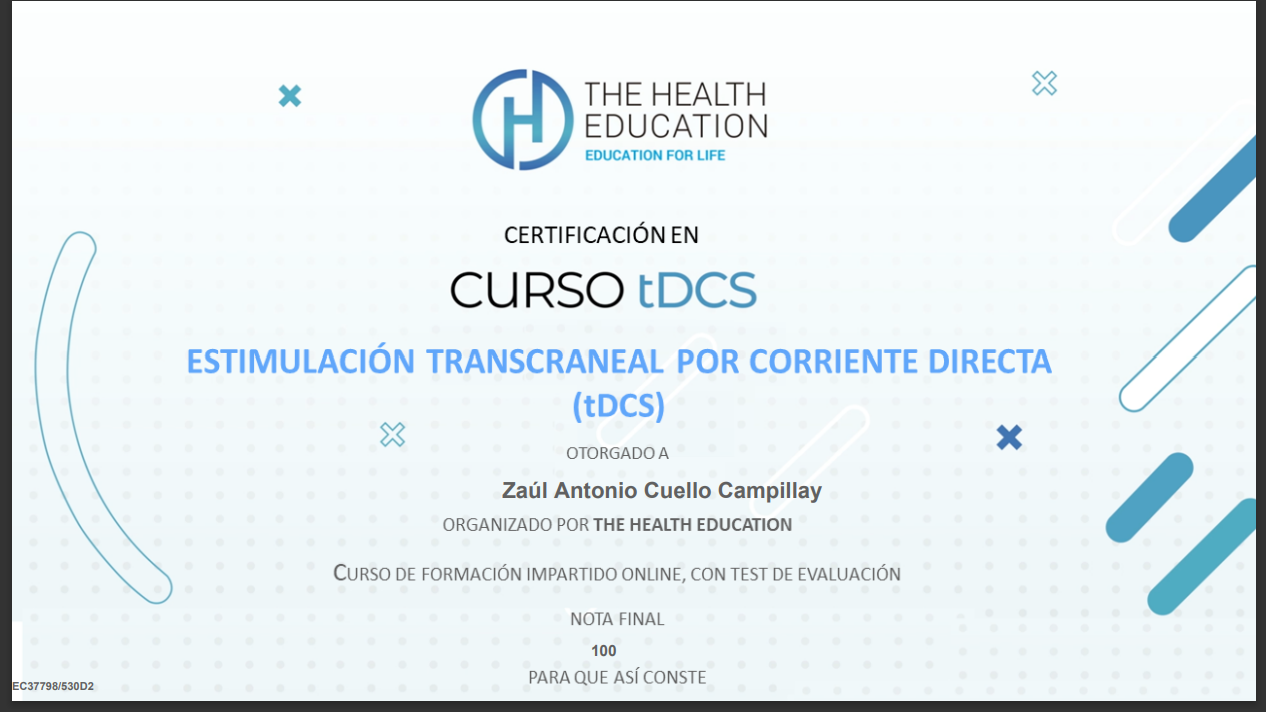 THE HEALTH
EDUCATION
EDUCATION FOR LIFE
CERTIFICACIÓN EN
CURSO tDCS
ESTIMULACIÓN TRANSCRANEAL POR CORRIENTE DIRECTA
(tDCS)
OTORGADO A
Zaúl Antonio Cuello Campillay
ORGANIZADO POR THE HEALTH EDUCATION
CURSO DE FORMACIÓN IMPARTIDO ONLINE, CON TEST DE EVALUACIÓN
NOTA FINAL
100
PARA QUE ASÍ CONSTE
EC37798/530D2